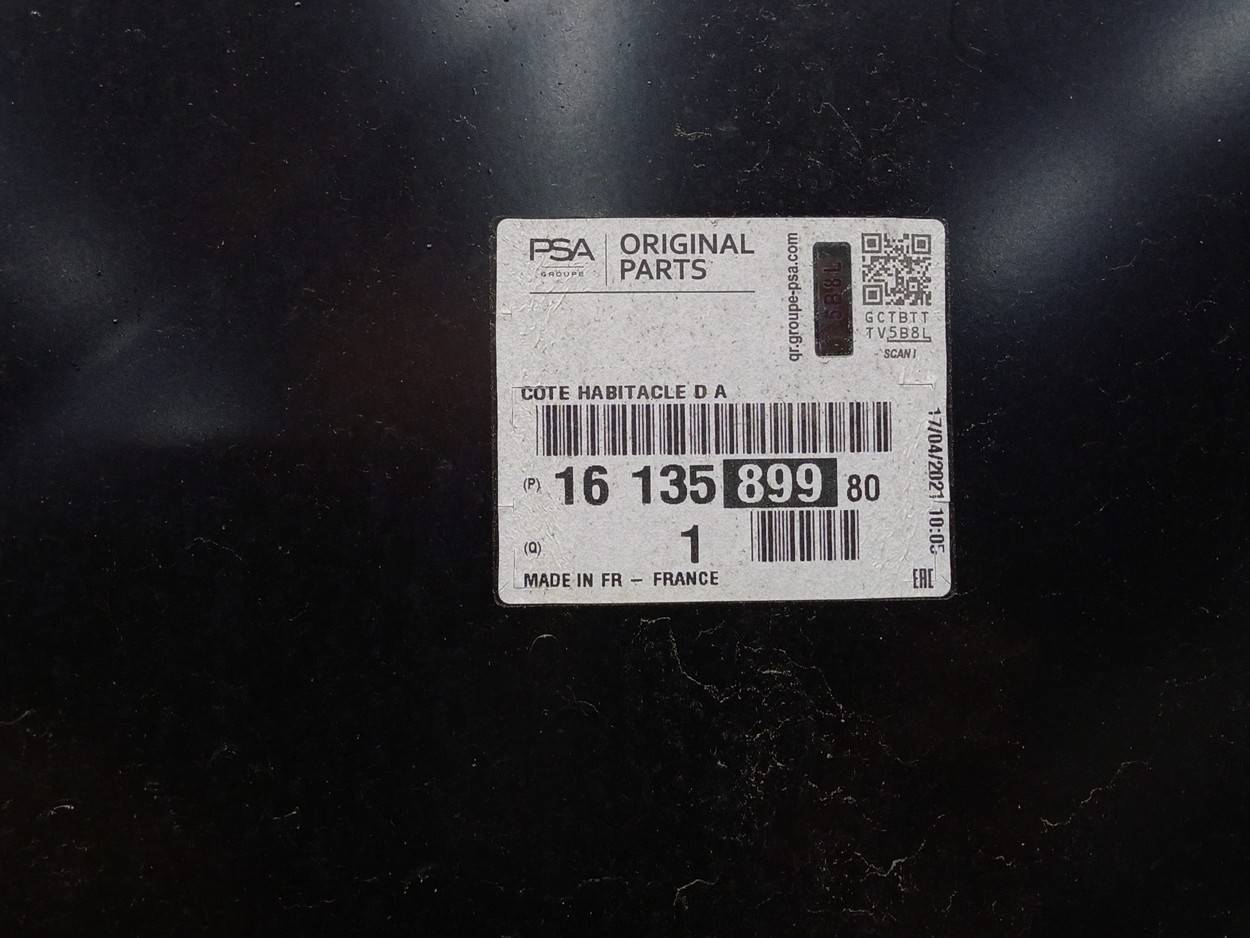 PSA
GROUPE
ORIGINAL
PARTS
qr.groupe-psa.com
5B8L
GCTBTT
TV5B8L
SCAN!
COTE HABITACLE D A
(P) 16 135 899 80
(Q) 1
MADE IN FR – FRANCE
17/04/2021 10:05
EAC